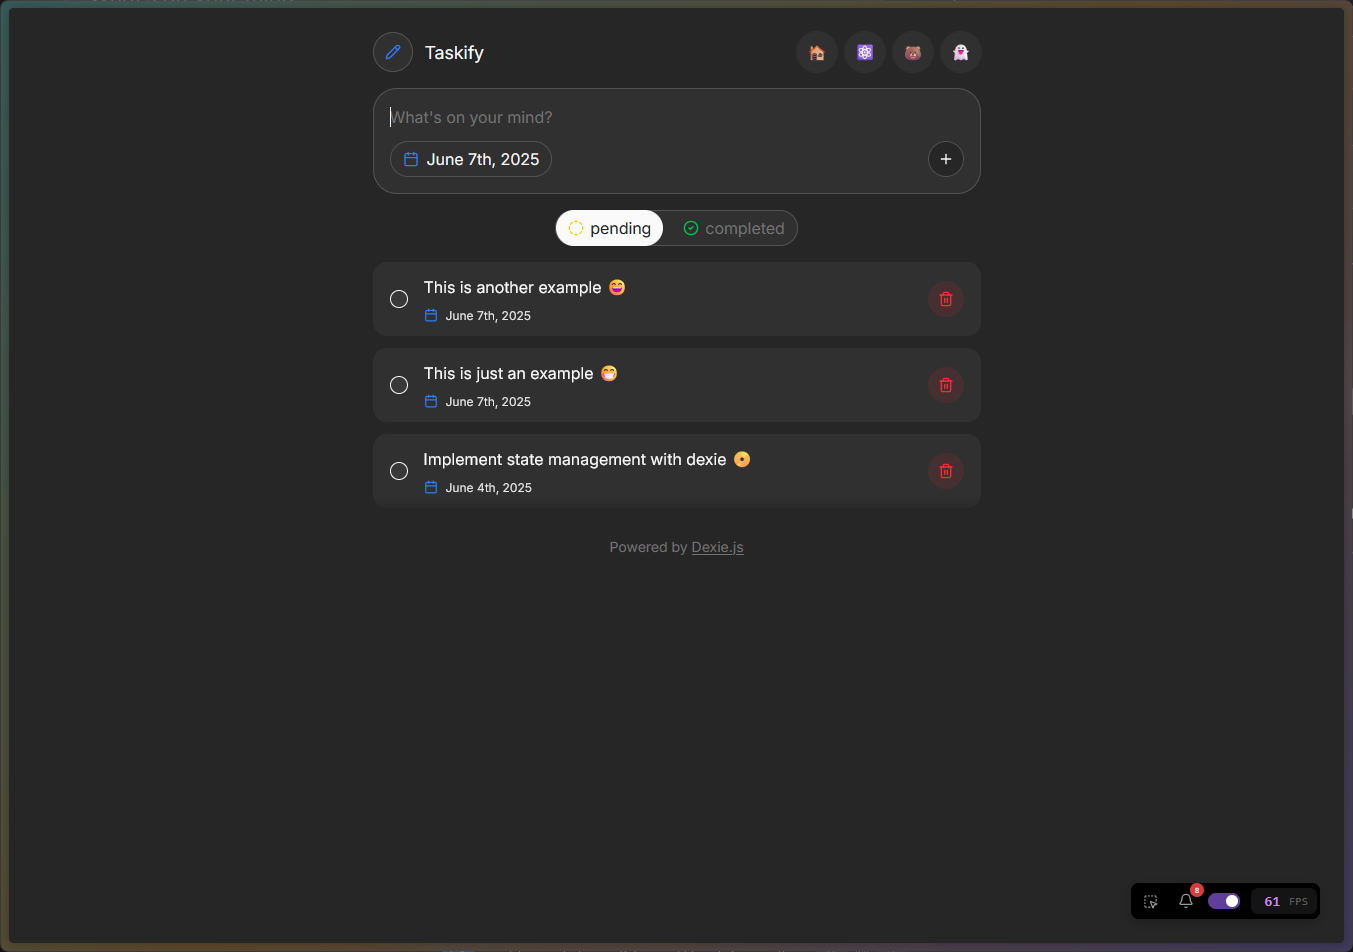 Taskify
What's on your mind?
June 7th, 2025
pending
completed
This is another example 😄
June 7th, 2025
This is just an example 😁
June 7th, 2025
Implement state management with dexie
June 4th, 2025
Powered by Dexie.js
8
61 FPS